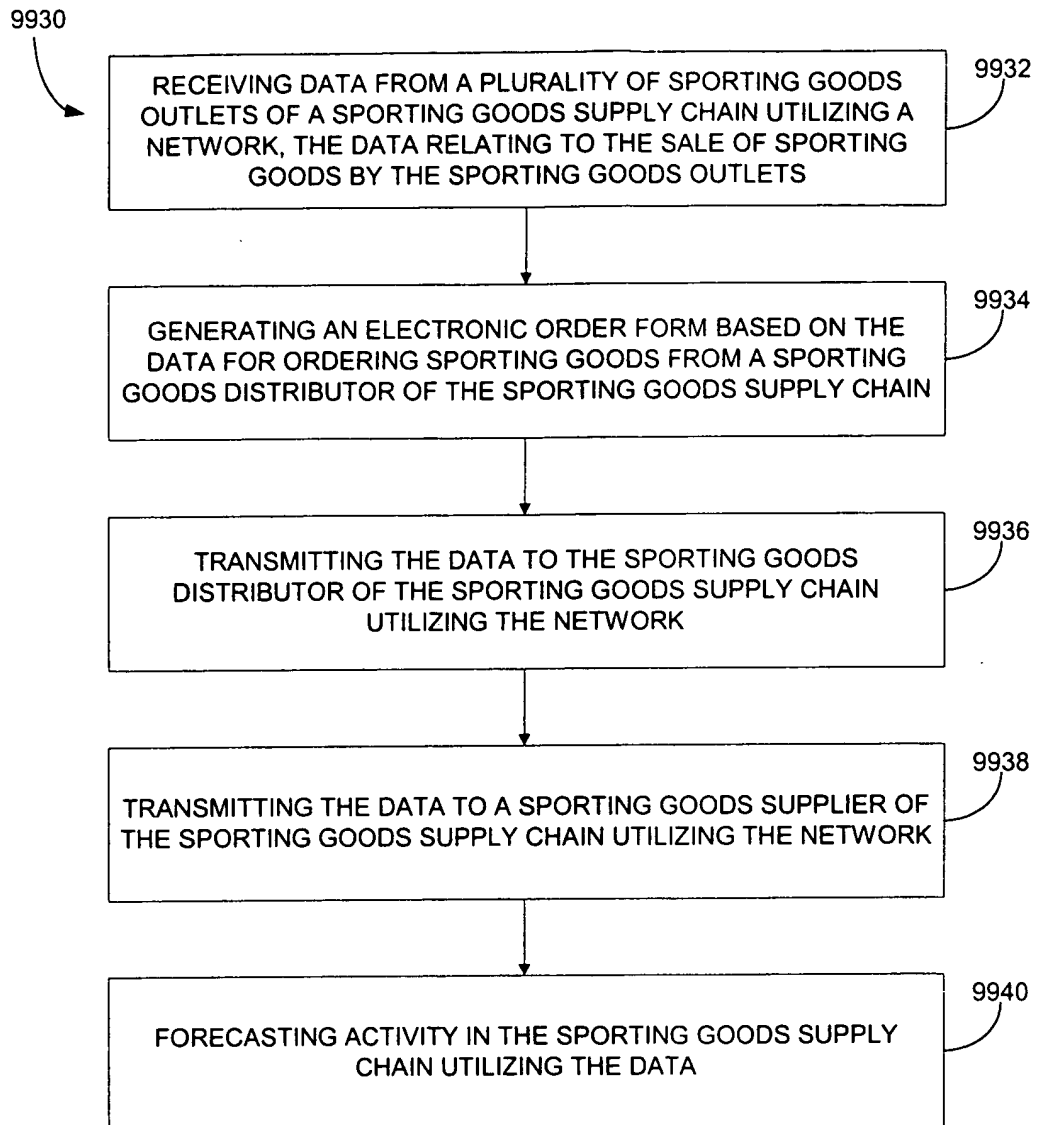 9930
RECEIVING DATA FROM A PLURALITY OF SPORTING GOODS
OUTLETS OF A SPORTING GOODS SUPPLY CHAIN UTILIZING A
NETWORK, THE DATA RELATING TO THE SALE OF SPORTING
GOODS BY THE SPORTING GOODS OUTLETS
9932
GENERATING AN ELECTRONIC ORDER FORM BASED ON THE
DATA FOR ORDERING SPORTING GOODS FROM A SPORTING
GOODS DISTRIBUTOR OF THE SPORTING GOODS SUPPLY CHAIN
9934
TRANSMITTING THE DATA TO THE SPORTING GOODS
DISTRIBUTOR OF THE SPORTING GOODS SUPPLY CHAIN
UTILIZING THE NETWORK
9936
TRANSMITTING THE DATA TO A SPORTING GOODS SUPPLIER OF
THE SPORTING GOODS SUPPLY CHAIN UTILIZING THE NETWORK
9938
FORECASTING ACTIVITY IN THE SPORTING GOODS SUPPLY
CHAIN UTILIZING THE DATA
9940